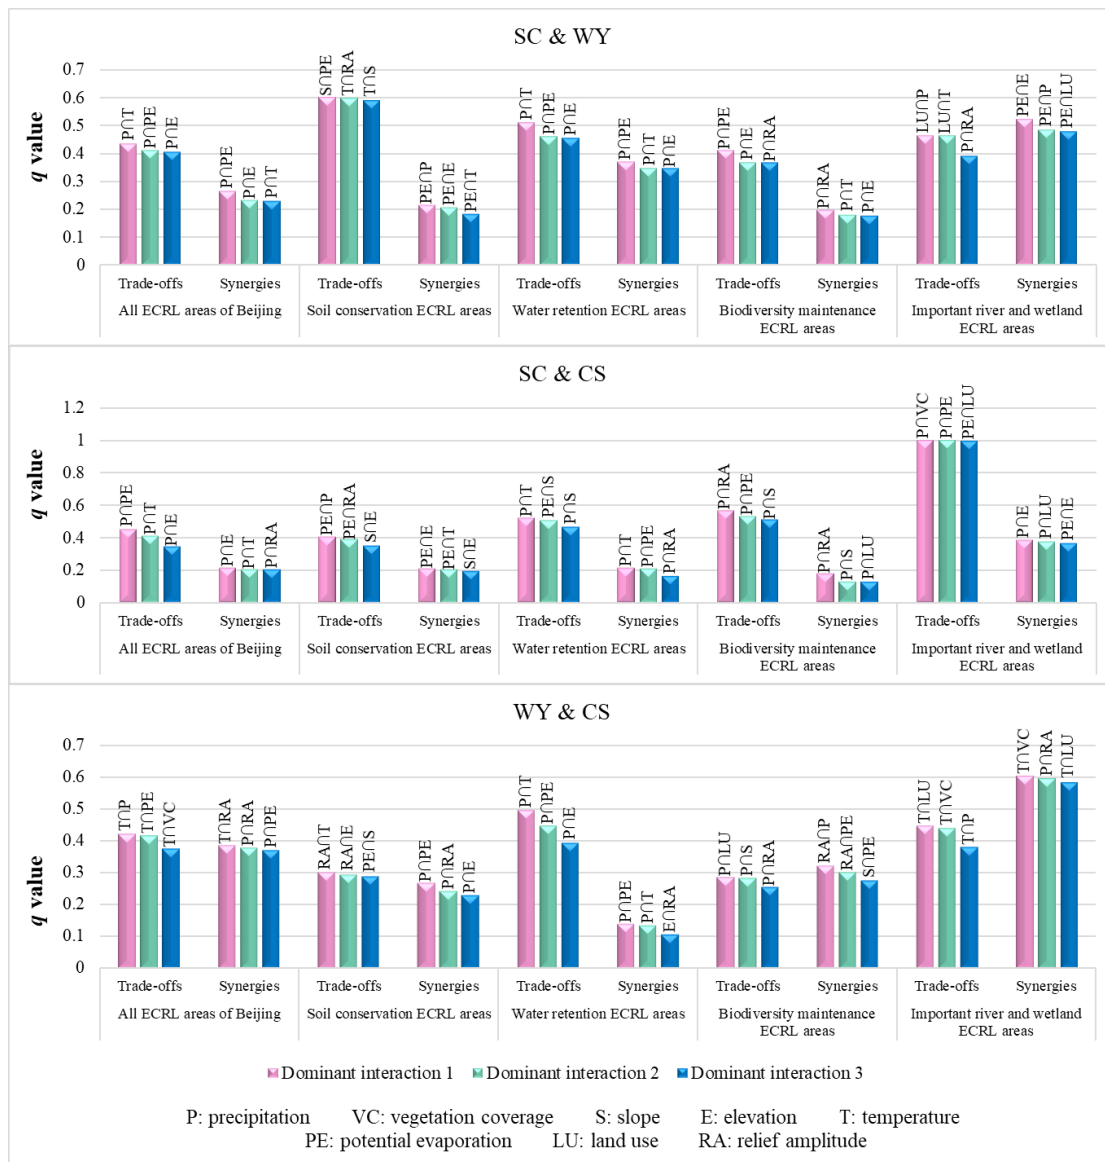 SC & WY
q value
0.7
0.6
0.5
0.4
0.3
0.2
0.1
0
P∩T
P∩PE
P∩E
P∩PE
P∩E
P∩T
S∩PE
T∩RA
T∩S
PE∩P
PE∩E
PE∩T
P∩T
P∩PE
P∩E
P∩PE
P∩T
P∩E
P∩PE
P∩E
P∩RA
P∩RA
P∩T
P∩E
LU∩P
LU∩T
P∩RA
PE∩E
PE∩P
PE∩LU
Trade-offs Synergies Trade-offs Synergies Trade-offs Synergies Trade-offs Synergies Trade-offs Synergies
All ECRL areas of Beijing
Soil conservation ECRL areas
Water retention ECRL areas
Biodiversity maintenance
ECRL areas
Important river and wetland
ECRL areas
SC & CS
q value
1.2
1
0.8
0.6
0.4
0.2
0
P∩PE
P∩T
P∩E
P∩E
P∩T
P∩RA
PE∩P
PE∩RA
S∩E
PE∩E
PE∩T
S∩E
P∩T
PE∩S
P∩S
P∩T
P∩PE
P∩RA
P∩RA
P∩PE
P∩S
P∩RA
P∩S
P∩LU
P∩VC
P∩PE
PE∩LU
P∩E
P∩LU
PE∩E
Trade-offs Synergies Trade-offs Synergies Trade-offs Synergies Trade-offs Synergies Trade-offs Synergies
All ECRL areas of Beijing
Soil conservation ECRL areas
Water retention ECRL areas
Biodiversity maintenance
ECRL areas
Important river and wetland
ECRL areas
WY & CS
q value
0.7
0.6
0.5
0.4
0.3
0.2
0.1
0
T∩P
T∩PE
T∩VC
T∩RA
P∩RA
P∩PE
RA∩T
RA∩E
PE∩S
P∩PE
P∩RA
P∩E
P∩T
P∩PE
P∩E
P∩PE
P∩T
E∩RA
P∩LU
P∩S
P∩RA
RA∩P
RA∩PE
S∩PE
T∩LU
T∩VC
T∩P
T∩VC
P∩RA
T∩LU
Trade-offs Synergies Trade-offs Synergies Trade-offs Synergies Trade-offs Synergies Trade-offs Synergies
All ECRL areas of Beijing
Soil conservation ECRL areas
Water retention ECRL areas
Biodiversity maintenance
ECRL areas
Important river and wetland
ECRL areas
Dominant interaction 1 Dominant interaction 2 Dominant interaction 3
P: precipitation VC: vegetation coverage S: slope E: elevation T: temperature
PE: potential evaporation LU: land use RA: relief amplitude